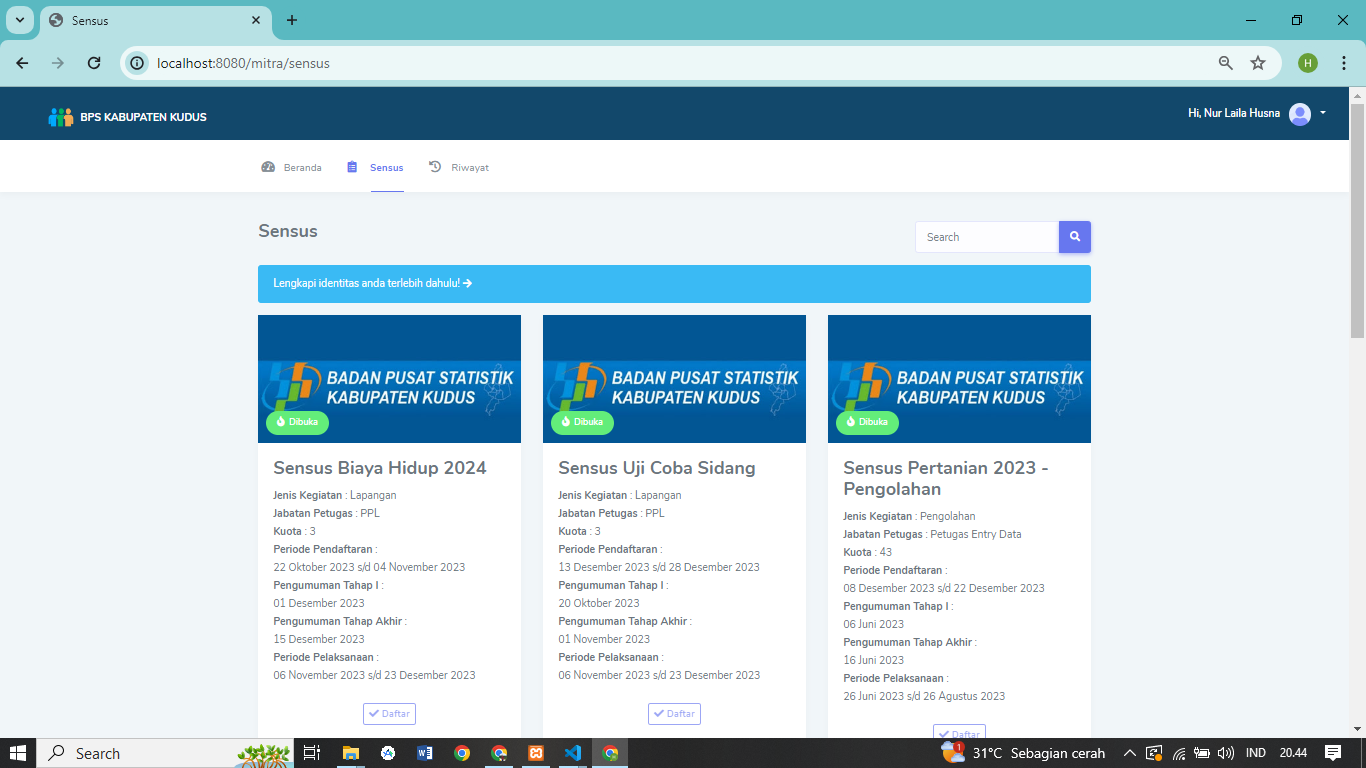 Sensus
localhost:8080/mitra/sensus
H
BPS KABUPATEN KUDUS
Hi, Nur Laila Husna
Beranda
Sensus
Riwayat
Sensus
Search
Lengkapi identitas anda terlebih dahulu!
BADAN PUSAT STATISTIK
KABUPATEN KUDUS
Dibuka
Sensus Biaya Hidup 2024
Jenis Kegiatan : Lapangan
Jabatan Petugas : PPL
Kuota : 3
Periode Pendaftaran :
22 Oktober 2023 s/d 04 November 2023
Pengumuman Tahap I :
01 Desember 2023
Pengumuman Tahap Akhir :
15 Desember 2023
Periode Pelaksanaan :
06 November 2023 s/d 23 Desember 2023
Daftar
BADAN PUSAT STATISTIK
KABUPATEN KUDUS
Dibuka
Sensus Uji Coba Sidang
Jenis Kegiatan : Lapangan
Jabatan Petugas : PPL
Kuota : 3
Periode Pendaftaran :
13 Desember 2023 s/d 28 Desember 2023
Pengumuman Tahap I :
20 Oktober 2023
Pengumuman Tahap Akhir :
01 November 2023
Periode Pelaksanaan :
06 November 2023 s/d 23 Desember 2023
Daftar
BADAN PUSAT STATISTIK
KABUPATEN KUDUS
Dibuka
Sensus Pertanian 2023 -
Pengolahan
Jenis Kegiatan : Pengolahan
Jabatan Petugas : Petugas Entry Data
Kuota : 43
Periode Pendaftaran :
08 Desember 2023 s/d 22 Desember 2023
Pengumuman Tahap I :
06 Juni 2023
Pengumuman Tahap Akhir :
16 Juni 2023
Periode Pelaksanaan :
26 Juni 2023 s/d 26 Agustus 2023
Daftar
Search
1
31°C Sebagian cerah
IND
20.44